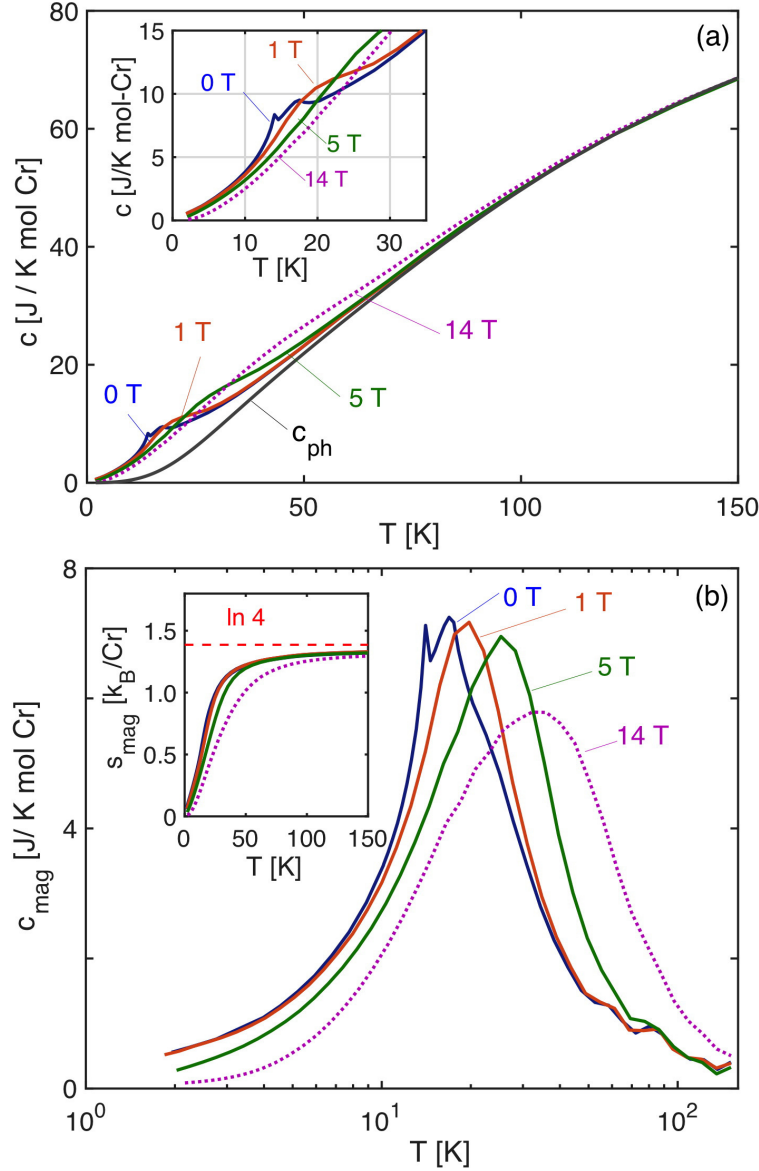 80
(a)
15
1 T
0 T
10
5 T
5
14 T
0
0 10 20 30
T [K]
c [J/K mol-Cr]
60
40
20
0
c [J / K mol Cr]
1 T
0 T
14 T
5 T
c_ph
0 50 100 150
T [K]
8
(b)
0 T
1 T
5 T
14 T
ln 4
1.5
1.0
0.5
0
s_mag [k_B/Cr]
0 50 100 150
T [K]
4
0
c_mag [J/ K mol Cr]
10^0 10^1 10^2
T [K]